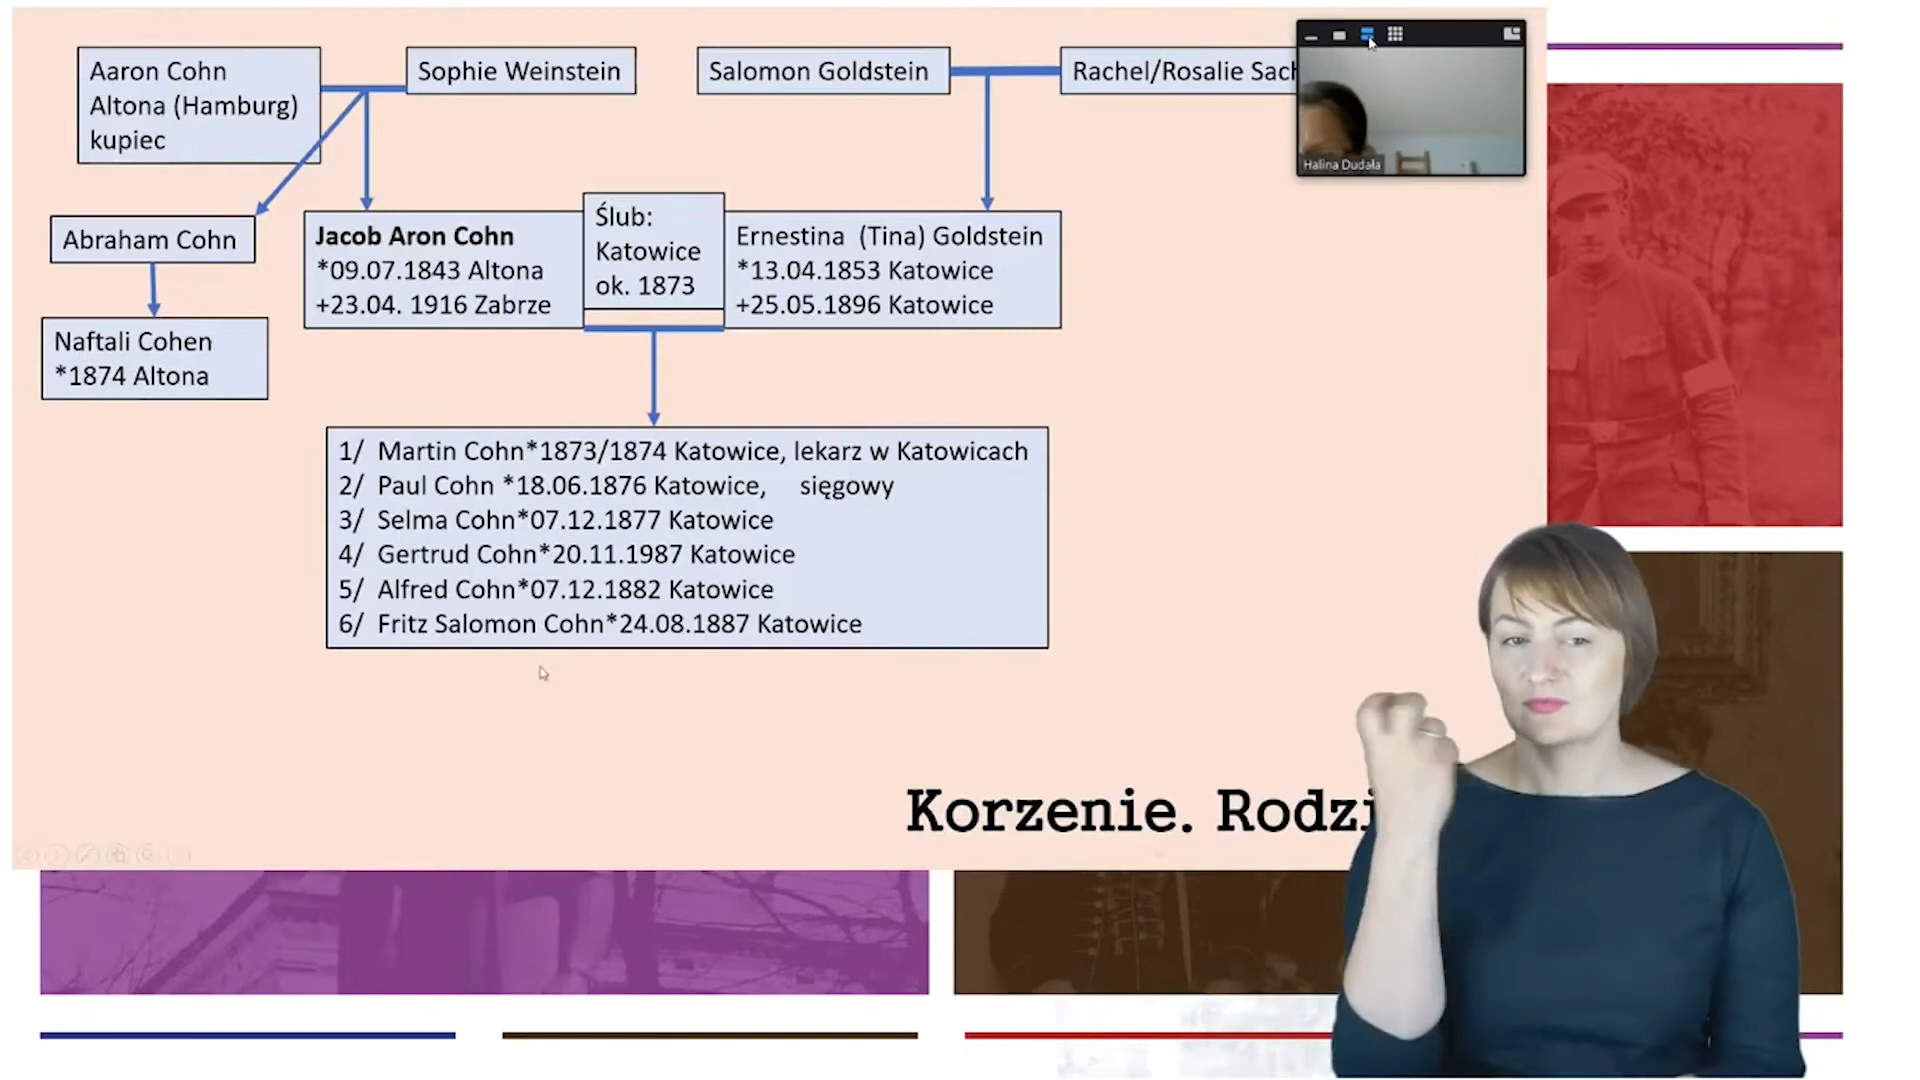 Aaron Cohn
Altona (Hamburg)
kupiec
Sophie Weinstein
Salomon Goldstein
Rachel/Rosalie
Halina Dudała
Abraham Cohn
Naftali Cohen
*1874 Altona
Jacob Aron Cohn
*09.07.1843 Altona
+23.04. 1916 Zabrze
Ślub:
Katowice
ok. 1873
Ernestina (Tina) Goldstein
*13.04.1853 Katowice
+25.05.1896 Katowice
1/ Martin Cohn*1873/1874 Katowice, lekarz w Katowicach
2/ Paul Cohn *18.06.1876 Katowice, sięgowy
3/ Selma Cohn*07.12.1877 Katowice
4/ Gertrud Cohn*20.11.1987 Katowice
5/ Alfred Cohn*07.12.1882 Katowice
6/ Fritz Salomon Cohn*24.08.1887 Katowice
Korzenie.